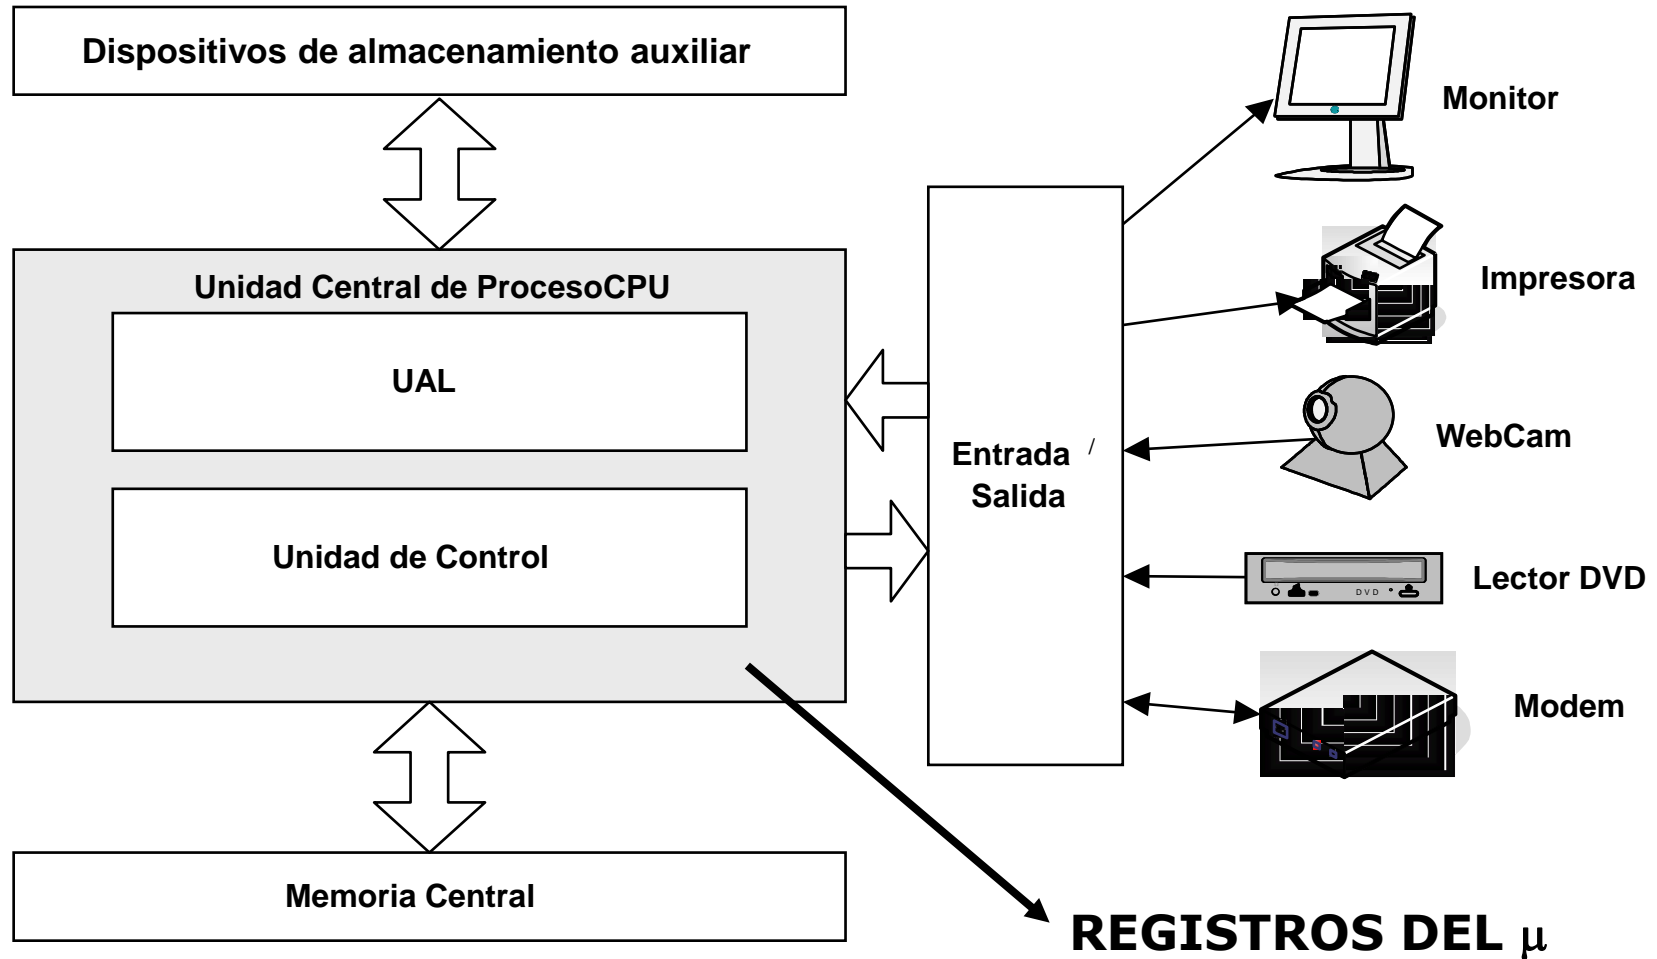 Dispositivos de almacenamiento auxiliar
Unidad Central de ProcesoCPU
UAL
Unidad de Control
Memoria Central
Entrada /
Salida
Monitor
Impresora
WebCam
DVD
Lector DVD
Modem
REGISTROS DEL μ